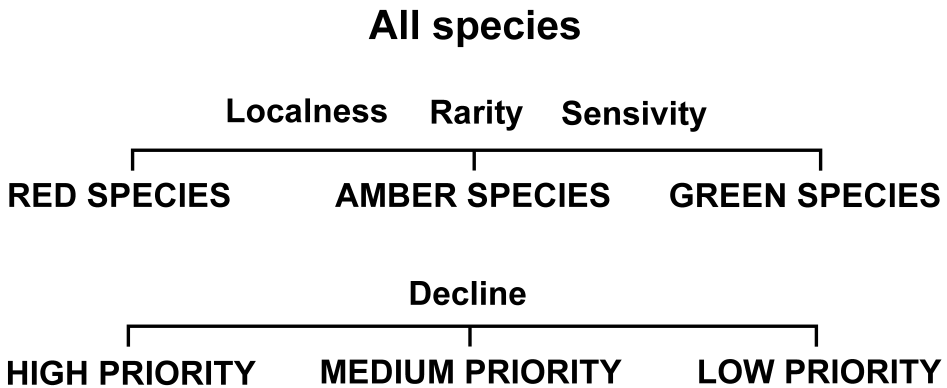 All species
Localness Rarity Sensivity
RED SPECIES AMBER SPECIES GREEN SPECIES
Decline
HIGH PRIORITY MEDIUM PRIORITY LOW PRIORITY